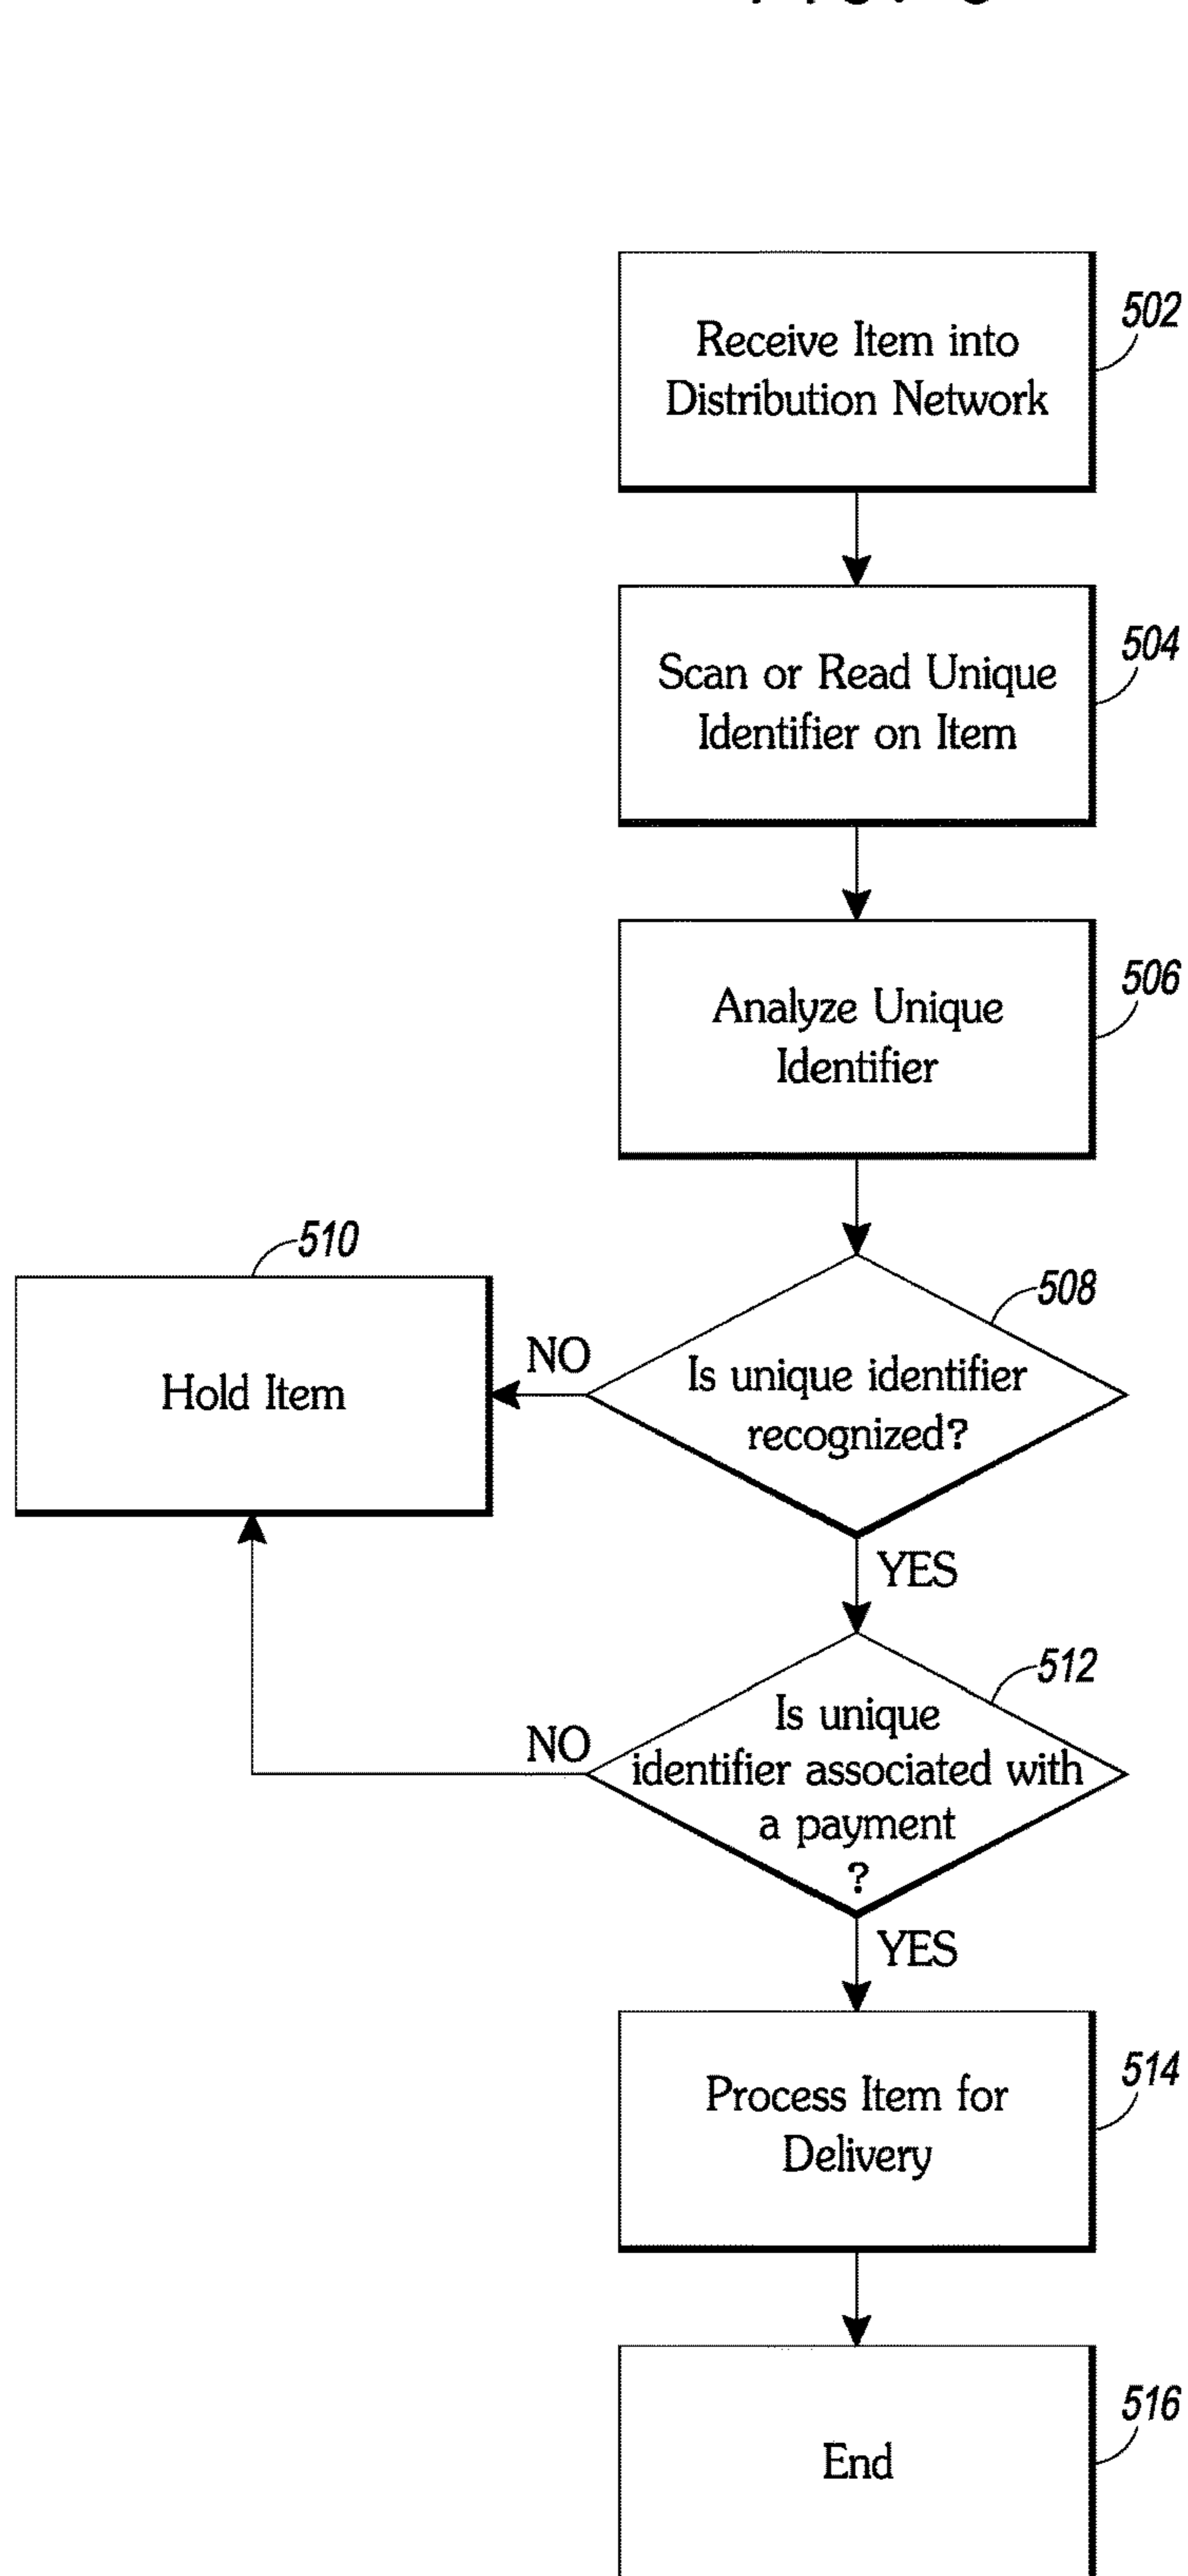 502
Receive Item into
Distribution Network
504
Scan or Read Unique
Identifier on Item
506
Analyze Unique
Identifier
510
Hold Item
508
NO
Is unique identifier
recognized?
YES
512
NO
Is unique
identifier associated with
a payment
?
YES
514
Process Item for
Delivery
516
End